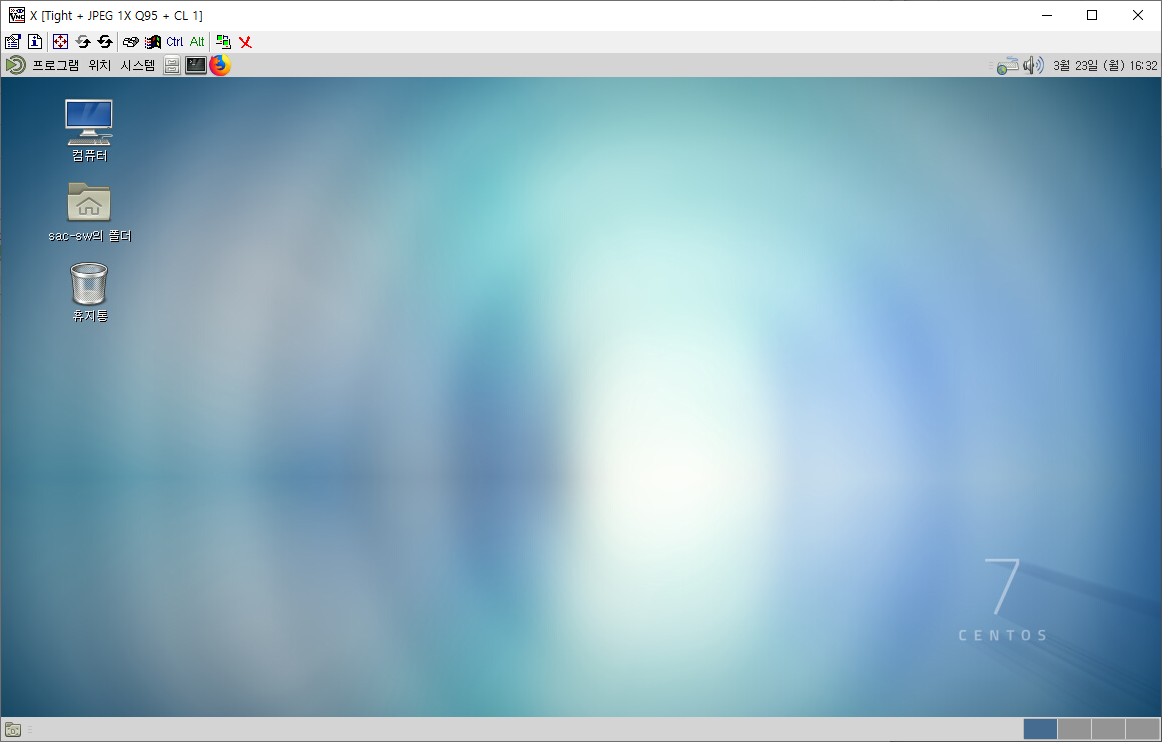 X [Tight + JPEG 1X Q95 + CL 1]
Ctrl Alt
프로그램 위치 시스템 3월 23일 (월) 16:32
컴퓨터
sac-sw의 폴더
휴지통
7
CENTOS